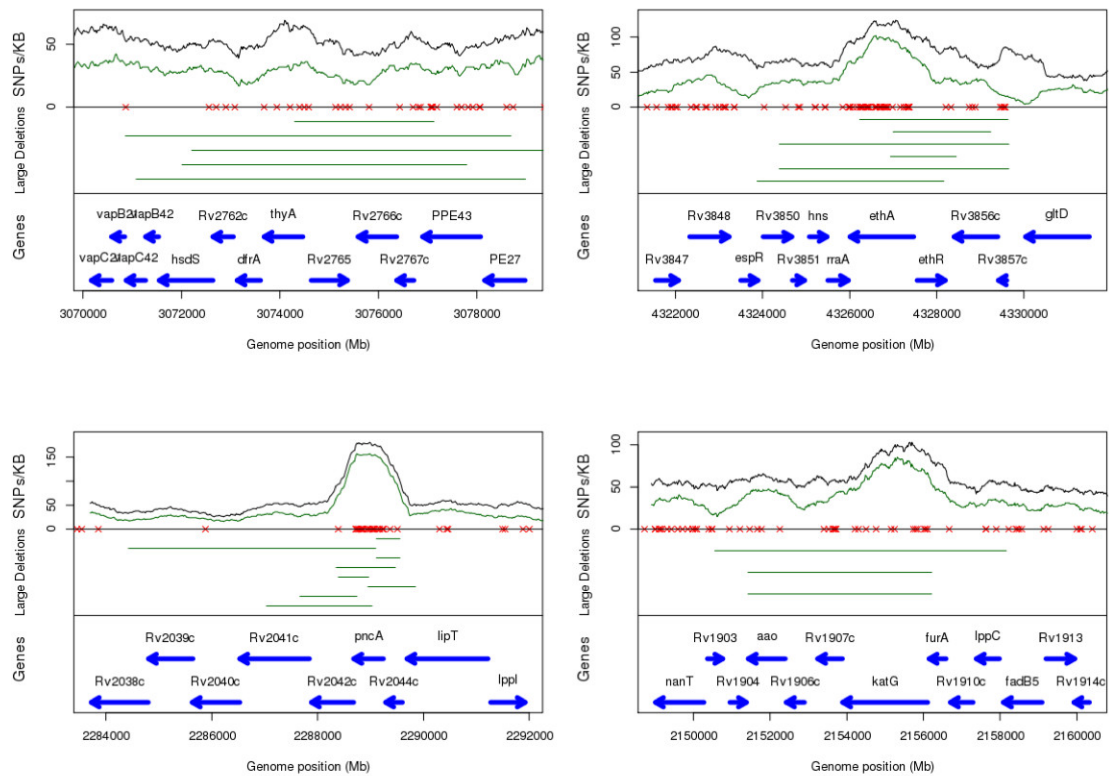 SNPs/KB
50
0
Large Deletions
Genes
vapB21 vapB42 Rv2762c thyA Rv2766c PPE43
vapC21 vapC42 hsdS dfrA Rv2765 Rv2767c PE27
3070000 3072000 3074000 3076000 3078000
Genome position (Mb)
SNPs/KB
100
50
0
Large Deletions
Genes
Rv3848 Rv3850 hns ethA Rv3856c gltD
Rv3847 espR Rv3851 rraA ethR Rv3857c
4322000 4324000 4326000 4328000 4330000
Genome position (Mb)
SNPs/KB
150
50
0
Large Deletions
Genes
Rv2039c Rv2041c pncA lipT
Rv2038c Rv2040c Rv2042c Rv2044c lppI
2284000 2286000 2288000 2290000 2292000
Genome position (Mb)
SNPs/KB
100
50
0
Large Deletions
Genes
Rv1903 aao Rv1907c furA lppC Rv1913
nanT Rv1904 Rv1906c katG Rv1910c fadB5 Rv1914c
2150000 2152000 2154000 2156000 2158000 2160000
Genome position (Mb)